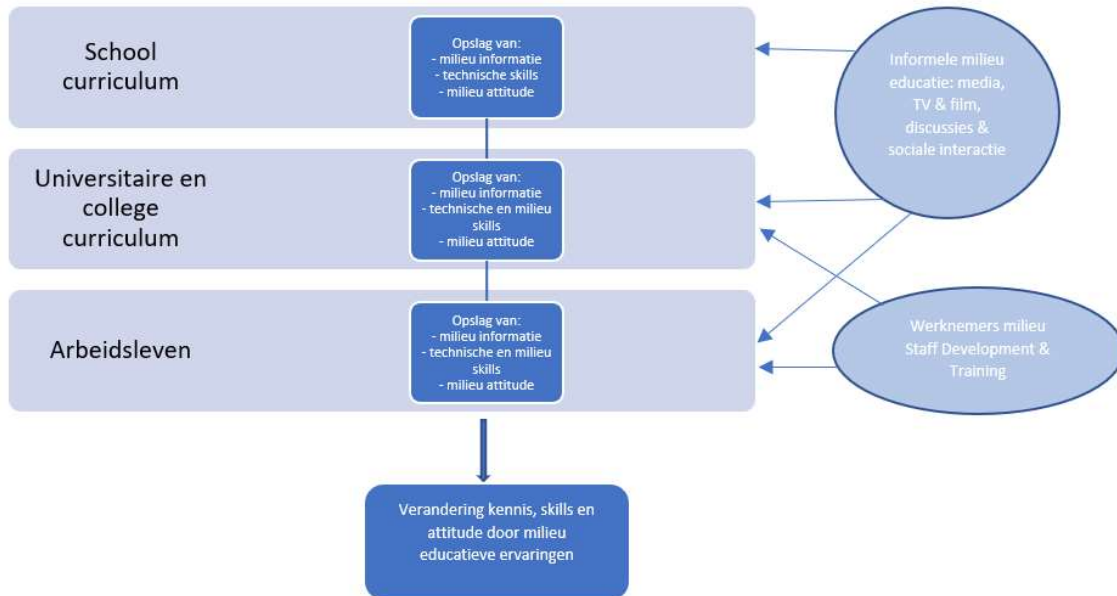 School
curriculum
Opslag van:
- milieu informatie
- technische skills
- milieu attitude
Informele milieu
educatie: media,
TV & film,
discussies &
sociale interactie
Universitaire en
college
curriculum
Opslag van:
- milieu informatie
- technische en milieu
skills
- milieu attitude
Arbeidsleven
Opslag van:
- milieu informatie
- technische en milieu
skills
- milieu attitude
Werknemers milieu
Staff Development &
Training
Verandering kennis, skills en
attitude door milieu
educatieve ervaringen